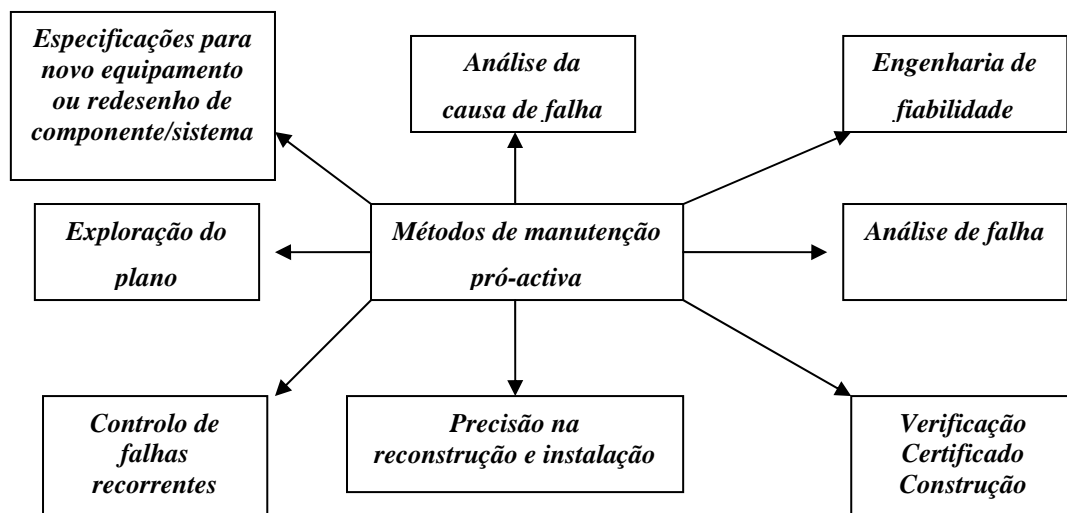 Especificações para
novo equipamento
ou redesenho de
componente/sistema
Análise da
causa de falha
Engenharia de
fiabilidade
Exploração do
plano
Métodos de manutenção
pró-activa
Análise de falha
Controlo de
falhas
recorrentes
Precisão na
reconstrução e instalação
Verificação
Certificado
Construção